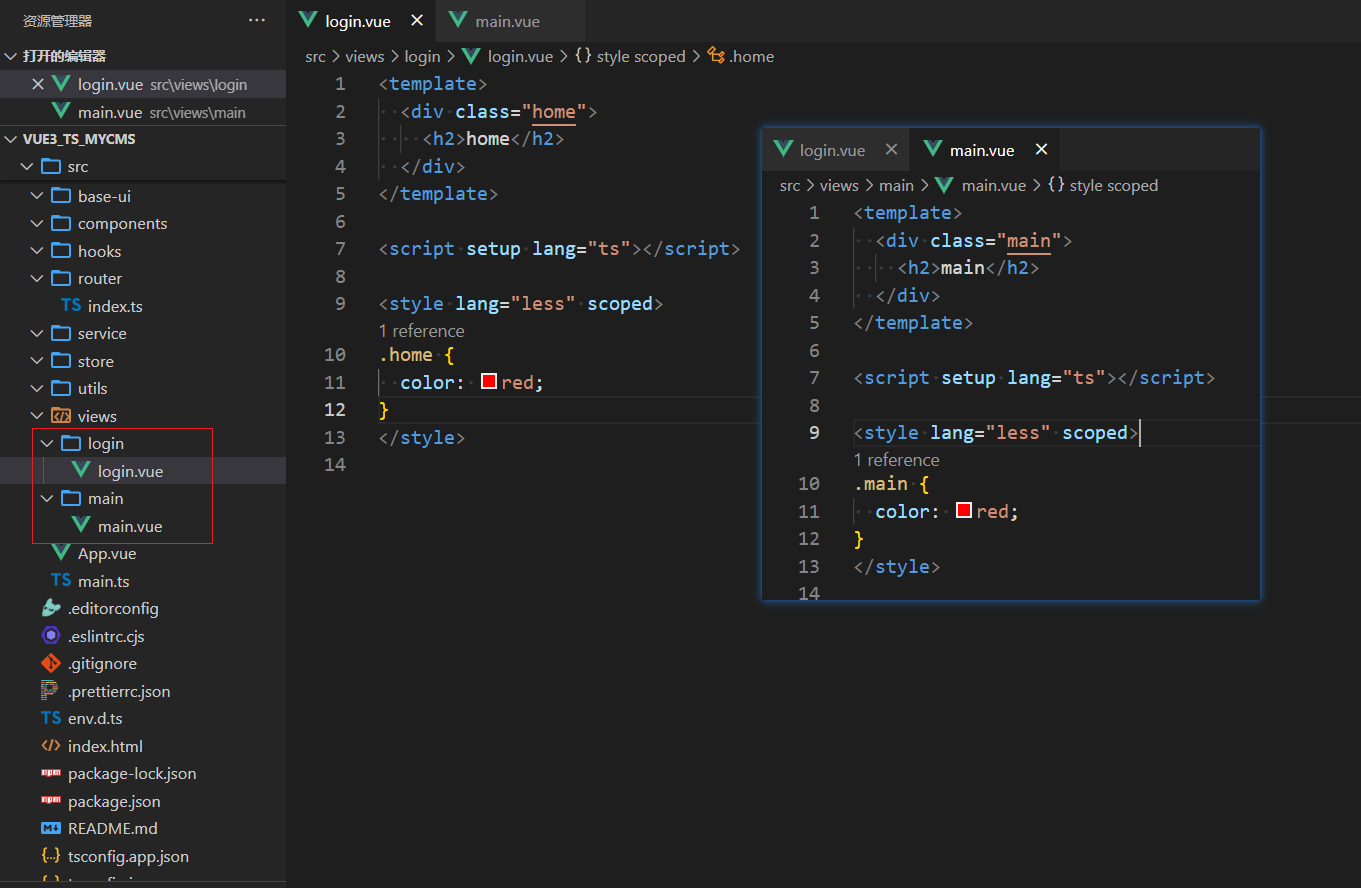 资源管理器 ···
打开的编辑器
login.vue src\views\login
main.vue src\views\main
VUE3_TS_MYCMS
src
base-ui
components
hooks
router
TS index.ts
service
store
utils
views
login
login.vue
main
main.vue
App.vue
TS main.ts
.editorconfig
.eslintrc.cjs
.gitignore
.prettierrc.json
TS env.d.ts
index.html
npm package-lock.json
npm package.json
M↓ README.md
{..} tsconfig.app.json
login.vue × main.vue
src > views > login > login.vue > {} style scoped > .home
1 <template>
2 <div class="home">
3 <h2>home</h2>
4 </div>
5 </template>
6
7 <script setup lang="ts"></script>
8
9 <style lang="less" scoped>
1 reference
10 .home {
11 color: red;
12 }
13 </style>
14
login.vue × main.vue ×
src > views > main > main.vue > {} style scoped
1 <template>
2 <div class="main">
3 <h2>main</h2>
4 </div>
5 </template>
6
7 <script setup lang="ts"></script>
8
9 <style lang="less" scoped>
1 reference
10 .main {
11 color: red;
12 }
13 </style>
14